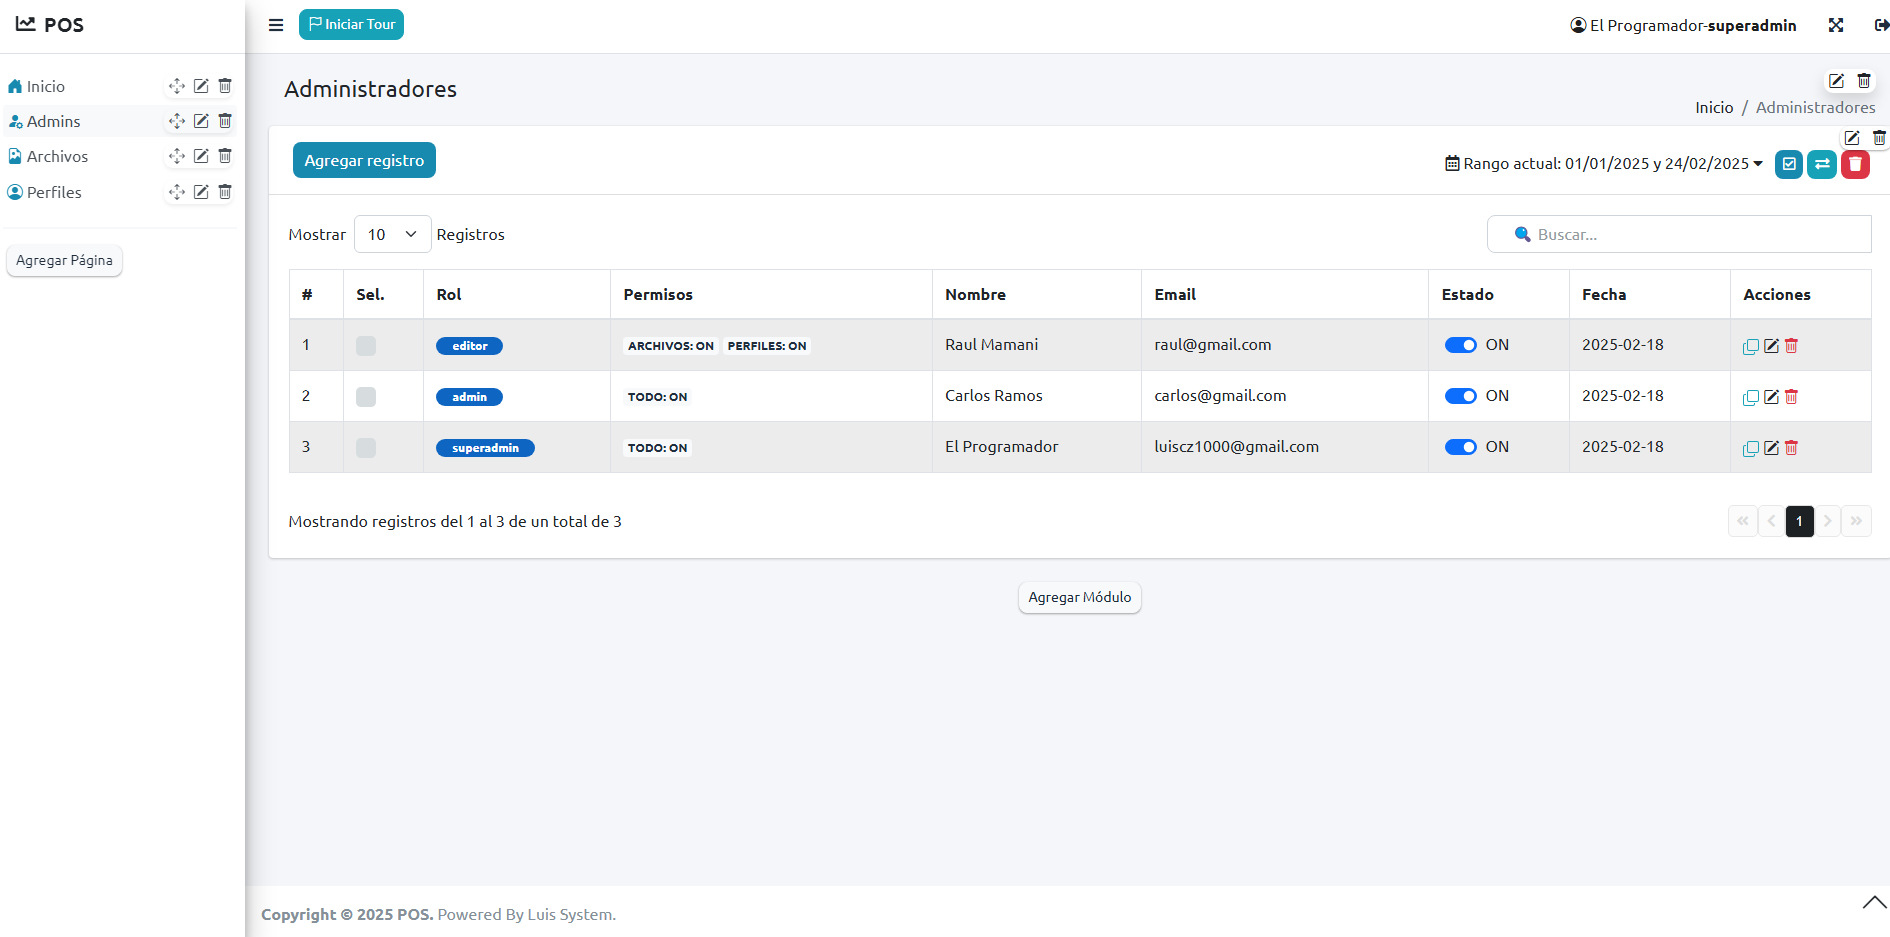 POS
Iniciar Tour
El Programador-superadmin
Inicio
Admins
Archivos
Perfiles
Agregar Página
Administradores
Inicio / Administradores
Agregar registro
Rango actual: 01/01/2025 y 24/02/2025
Mostrar 10 Registros
Buscar...
# Sel. Rol Permisos Nombre Email Estado Fecha Acciones
1 editor ARCHIVOS: ON PERFILES: ON Raul Mamani raul@gmail.com ON 2025-02-18
2 admin TODO: ON Carlos Ramos carlos@gmail.com ON 2025-02-18
3 superadmin TODO: ON El Programador luiscz1000@gmail.com ON 2025-02-18
Mostrando registros del 1 al 3 de un total de 3
« ‹ 1 › »
Agregar Módulo
Copyright © 2025 POS. Powered By Luis System.